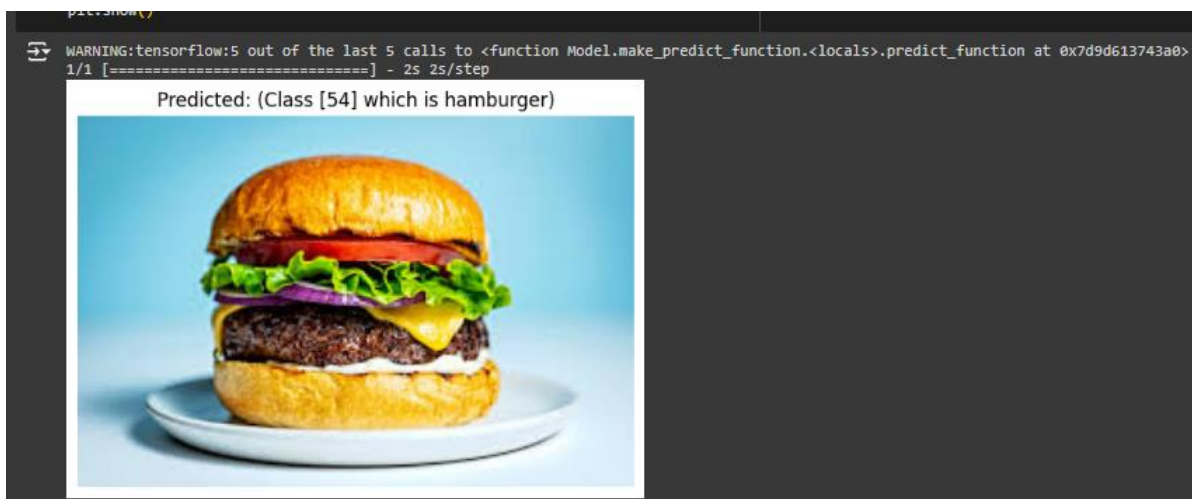 plt.show()
WARNING:tensorflow:5 out of the last 5 calls to <function Model.make_predict_function.<locals>.predict_function at 0x7d9d613743a0>
1/1 [==============================] - 2s 2s/step
Predicted: (Class [54] which is hamburger)